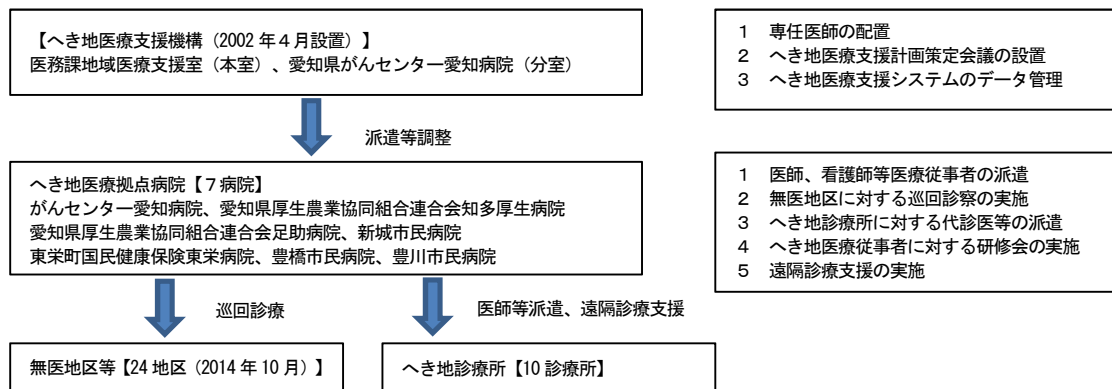 【へき地医療支援機構（2002年４月設置）】
医務課地域医療支援室（本室）、愛知県がんセンター愛知病院（分室）
1　専任医師の配置
2　へき地医療支援計画策定会議の設置
3　へき地医療支援システムのデータ管理
派遣等調整
へき地医療拠点病院【７病院】
がんセンター愛知病院、愛知県厚生農業協同組合連合会知多厚生病院
愛知県厚生農業協同組合連合会足助病院、新城市民病院
東栄町国民健康保険東栄病院、豊橋市民病院、豊川市民病院
1　医師、看護師等医療従事者の派遣
2　無医地区に対する巡回診察の実施
3　へき地診療所に対する代診医等の派遣
4　へき地医療従事者に対する研修会の実施
5　遠隔診療支援の実施
巡回診療
医師等派遣、遠隔診療支援
無医地区等【24地区（2014年10月）】
へき地診療所【10診療所】